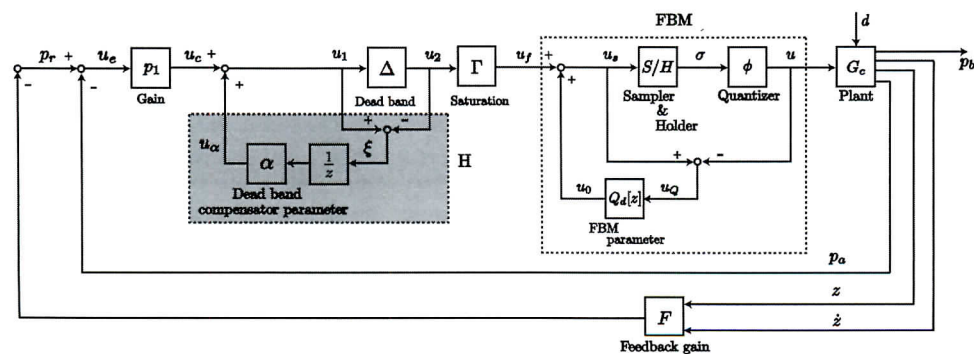 FBM
d
p_r
+
u_e
p_1
u_c
+
u_1
Δ
u_2
Γ
u_f
+
u_s
S/H
σ
ϕ
u
G_c
p_b
-
-
+
+
Gain
Dead band
Saturation
Sampler
&
Holder
Quantizer
Plant
+
-
ξ
u_α
α
1/z
H
Dead band
compensator parameter
+
-
u_0
Q_d[z]
u_Q
FBM
parameter
p_a
z
ż
F
Feedback gain